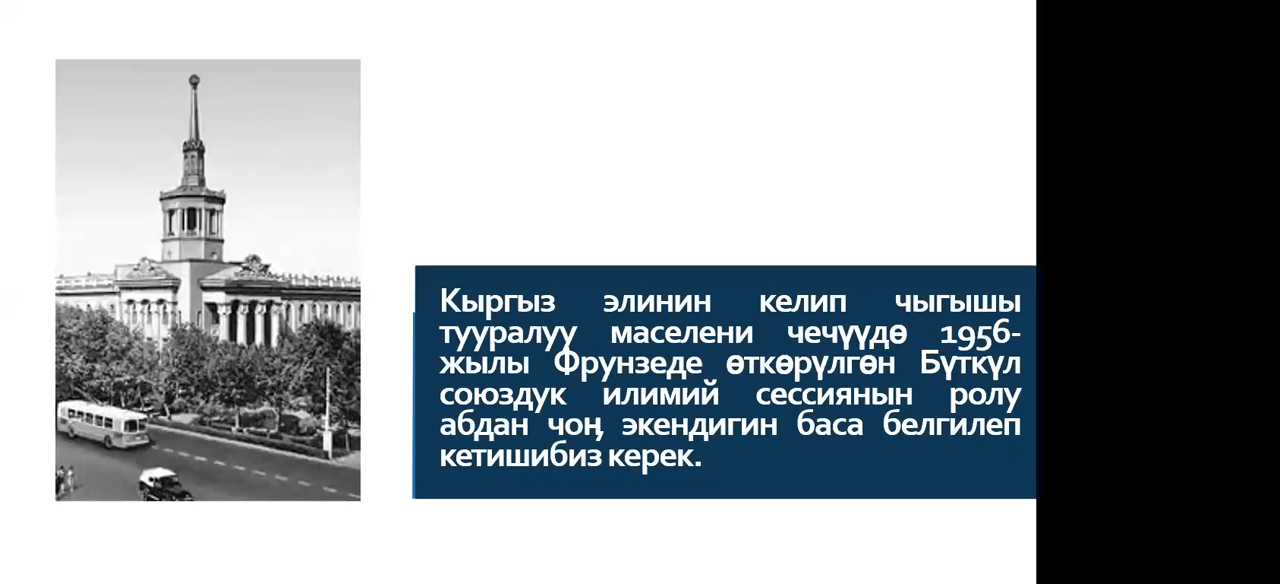 Кыргыз элинин келип чыгышы
тууралуу маселени чечүүдө 1956-
жылы Фрунзеде өткөрүлгөн Бүткүл
союздук илимий сессиянын ролу
абдан чоң экендигин баса белгилеп
кетишибиз керек.